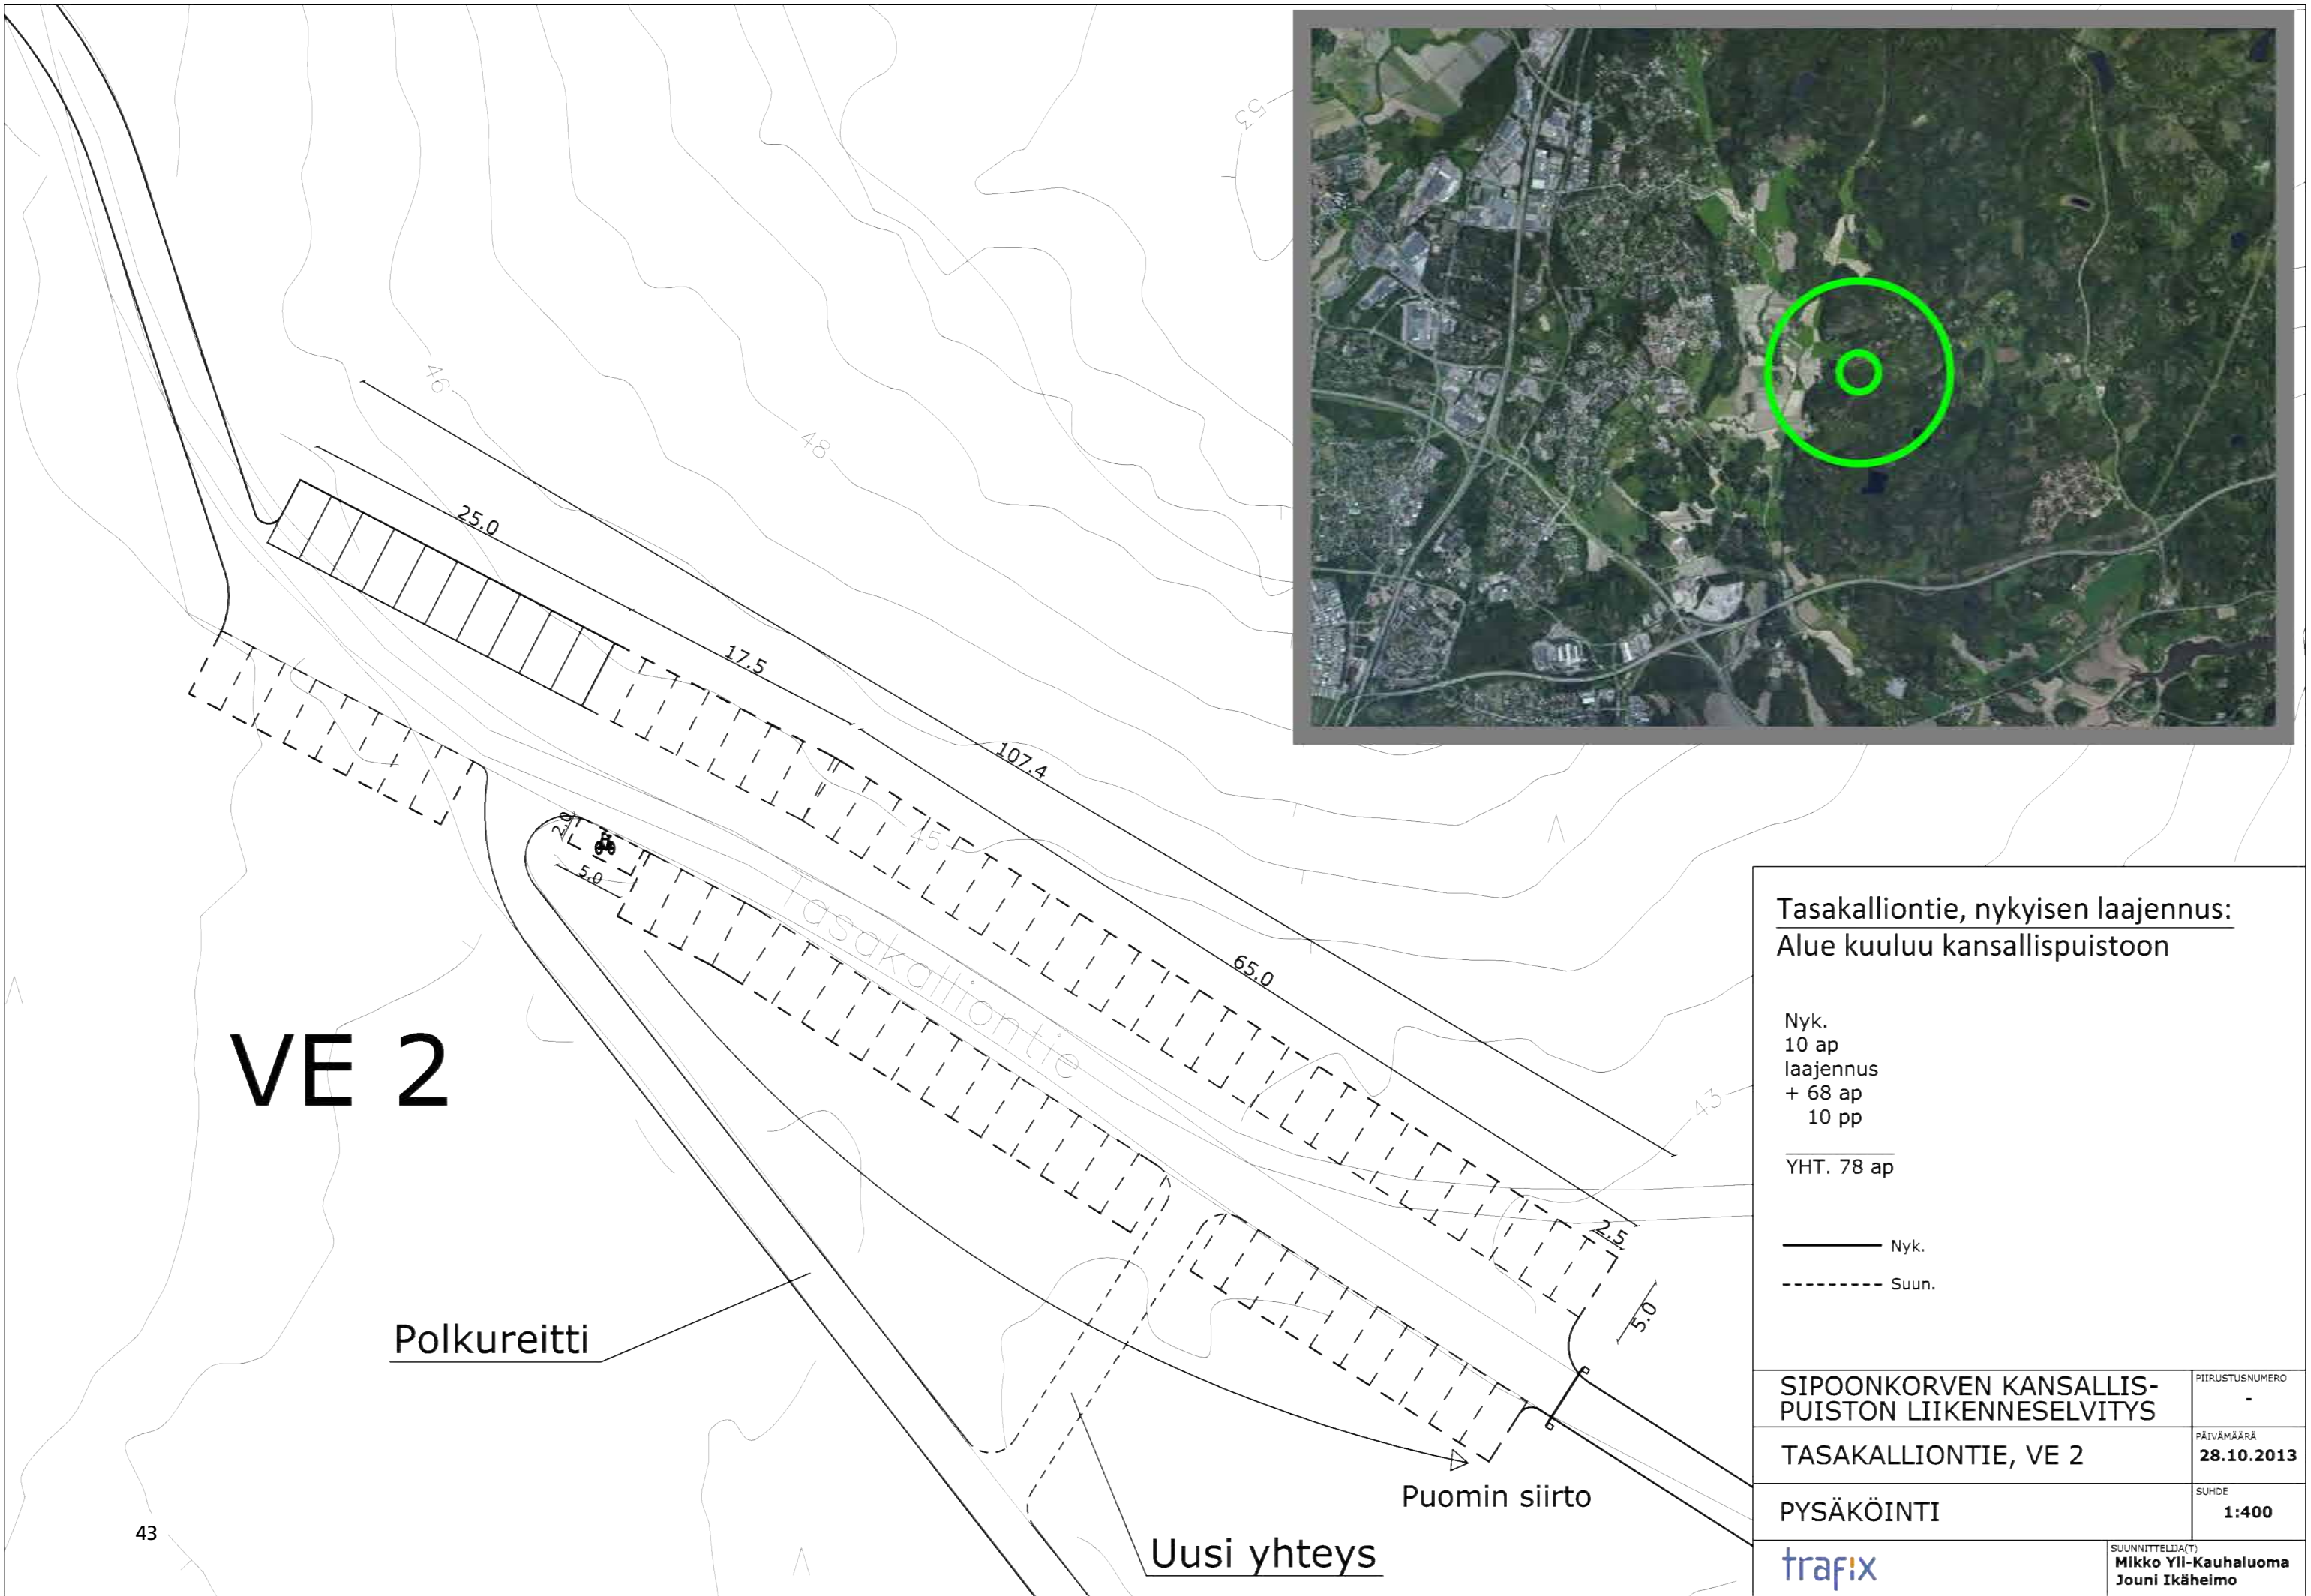 53
46
48
25.0
17.5
107.4
45
2.0
5.0
Tasakalliontie
65.0
2.5
5.0
43
VE 2
Polkureitti
Uusi yhteys
Puomin siirto
43
Tasakalliontie, nykyisen laajennus:
Alue kuuluu kansallispuistoon
Nyk.
10 ap
laajennus
+ 68 ap
10 pp
YHT. 78 ap
Nyk.
Suun.
SIPOONKORVEN KANSALLIS-
PUISTON LIIKENNESELVITYS
PIIRUSTUSNUMERO
-
TASAKALLIONTIE, VE 2
PÄIVÄMÄÄRÄ
28.10.2013
PYSÄKÖINTI
SUHDE
1:400
trafix
SUUNNITTELIJA(T)
Mikko Yli-Kauhaluoma
Jouni Ikäheimo